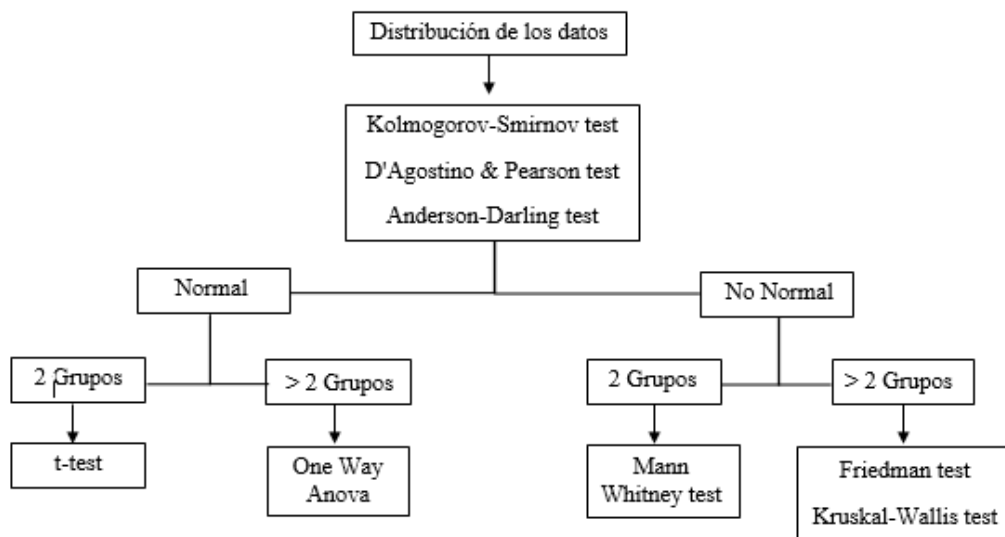 Distribución de los datos
Kolmogorov-Smirnov test
D'Agostino & Pearson test
Anderson-Darling test
Normal
No Normal
2 Grupos
> 2 Grupos
2 Grupos
> 2 Grupos
t-test
One Way
Anova
Mann
Whitney test
Friedman test
Kruskal-Wallis test